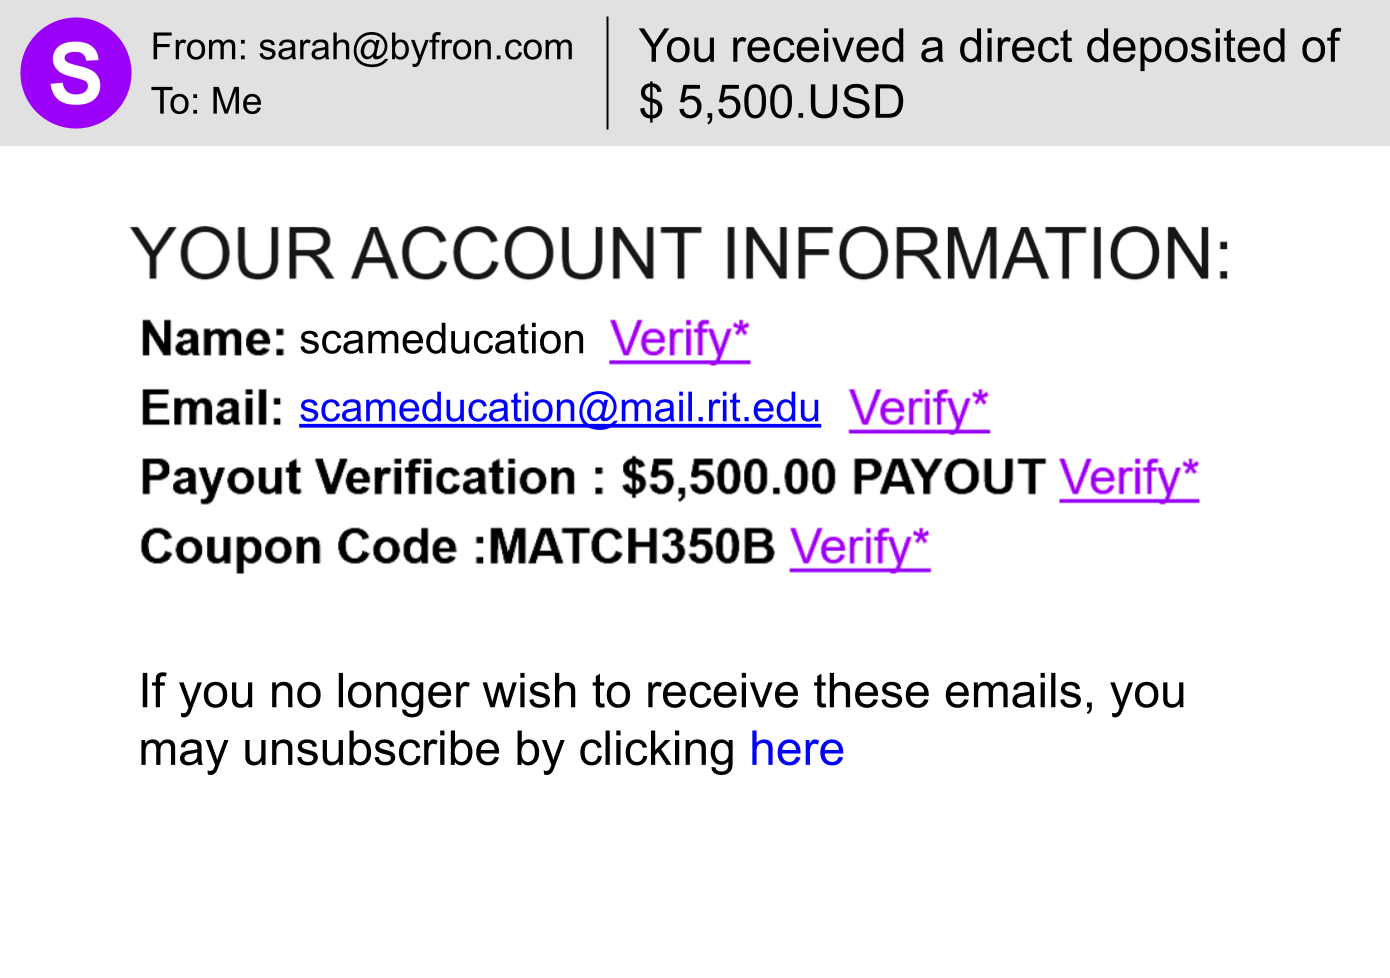 S
From: sarah@byfron.com
To: Me
You received a direct deposited of
$ 5,500.USD
YOUR ACCOUNT INFORMATION:
Name: scameducation Verify*
Email: scameducation@mail.rit.edu Verify*
Payout Verification : $5,500.00 PAYOUT Verify*
Coupon Code :MATCH350B Verify*
If you no longer wish to receive these emails, you
may unsubscribe by clicking here